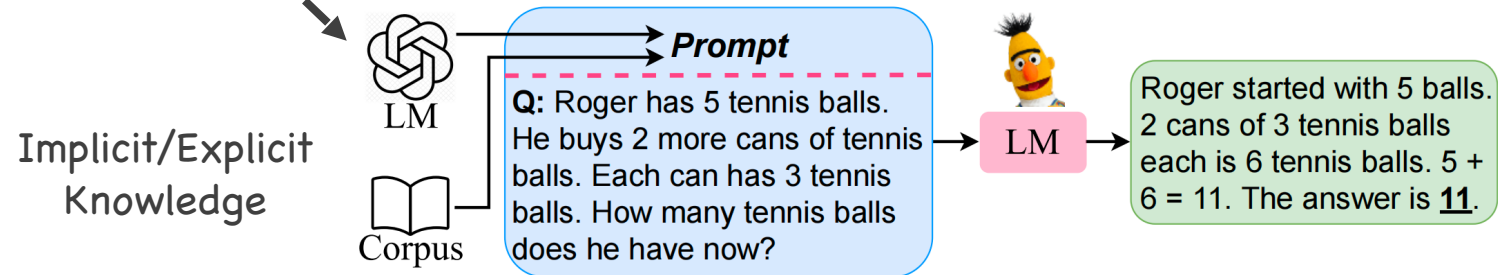 Implicit/Explicit
Knowledge
LM
Corpus
Prompt
Q: Roger has 5 tennis balls.
He buys 2 more cans of tennis
balls. Each can has 3 tennis
balls. How many tennis balls
does he have now?
LM
Roger started with 5 balls.
2 cans of 3 tennis balls
each is 6 tennis balls. 5 +
6 = 11. The answer is 11.